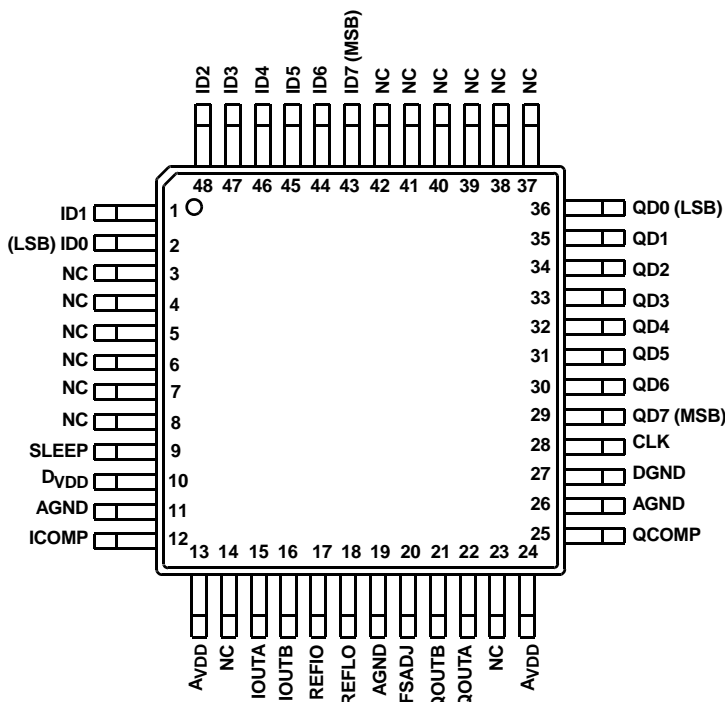 ID2 ID3 ID4 ID5 ID6 ID7 (MSB) NC NC NC NC NC NC
48 47 46 45 44 43 42 41 40 39 38 37
ID1 1 36 QD0 (LSB)
(LSB) ID0 2 35 QD1
NC 3 34 QD2
NC 4 33 QD3
NC 5 32 QD4
NC 6 31 QD5
NC 7 30 QD6
NC 8 29 QD7 (MSB)
SLEEP 9 28 CLK
DVDD 10 27 DGND
AGND 11 26 AGND
ICOMP 12 25 QCOMP
13 14 15 16 17 18 19 20 21 22 23 24
AVDD NC IOUTA IOUTB REFIO REFLO AGND FSADJ QOUTB QOUTA NC AVDD